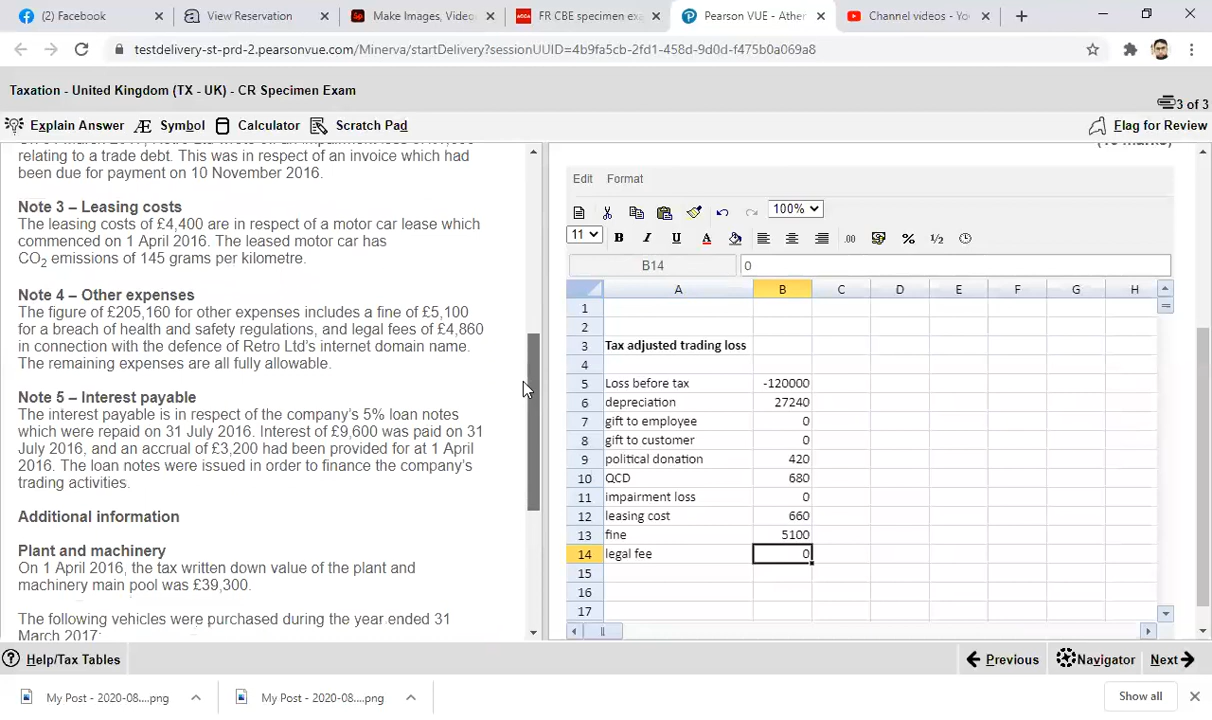 (2) Facebook
View Reservation
Make Images, Video
FR CBE specimen exa
Pearson VUE - Ather
Channel videos - Yo
testdelivery-st-prd-2.pearsonvue.com/Minerva/startDelivery?sessionUUID=4b9fa5cb-2fd1-458d-9d0d-f475b0a069a8
Taxation - United Kingdom (TX - UK) - CR Specimen Exam
3 of 3
Explain Answer Symbol Calculator Scratch Pad
Flag for Review
relating to a trade debt. This was in respect of an invoice which had
been due for payment on 10 November 2016.
Note 3 – Leasing costs
The leasing costs of £4,400 are in respect of a motor car lease which
commenced on 1 April 2016. The leased motor car has
CO2 emissions of 145 grams per kilometre.
Note 4 – Other expenses
The figure of £205,160 for other expenses includes a fine of £5,100
for a breach of health and safety regulations, and legal fees of £4,860
in connection with the defence of Retro Ltd's internet domain name.
The remaining expenses are all fully allowable.
Note 5 – Interest payable
The interest payable is in respect of the company's 5% loan notes
which were repaid on 31 July 2016. Interest of £9,600 was paid on 31
July 2016, and an accrual of £3,200 had been provided for at 1 April
2016. The loan notes were issued in order to finance the company's
trading activities.
Additional information
Plant and machinery
On 1 April 2016, the tax written down value of the plant and
machinery main pool was £39,300.
The following vehicles were purchased during the year ended 31
March 2017:
Edit Format
100%
11 B I U A .00 % ½
B14 0
A B C D E F G H
1
2
3 Tax adjusted trading loss
4
5 Loss before tax -120000
6 depreciation 27240
7 gift to employee 0
8 gift to customer 0
9 political donation 420
10 QCD 680
11 impairment loss 0
12 leasing cost 660
13 fine 5100
14 legal fee 0
15
16
17
Help/Tax Tables
Previous Navigator Next
My Post - 2020-08....png
My Post - 2020-08....png
Show all